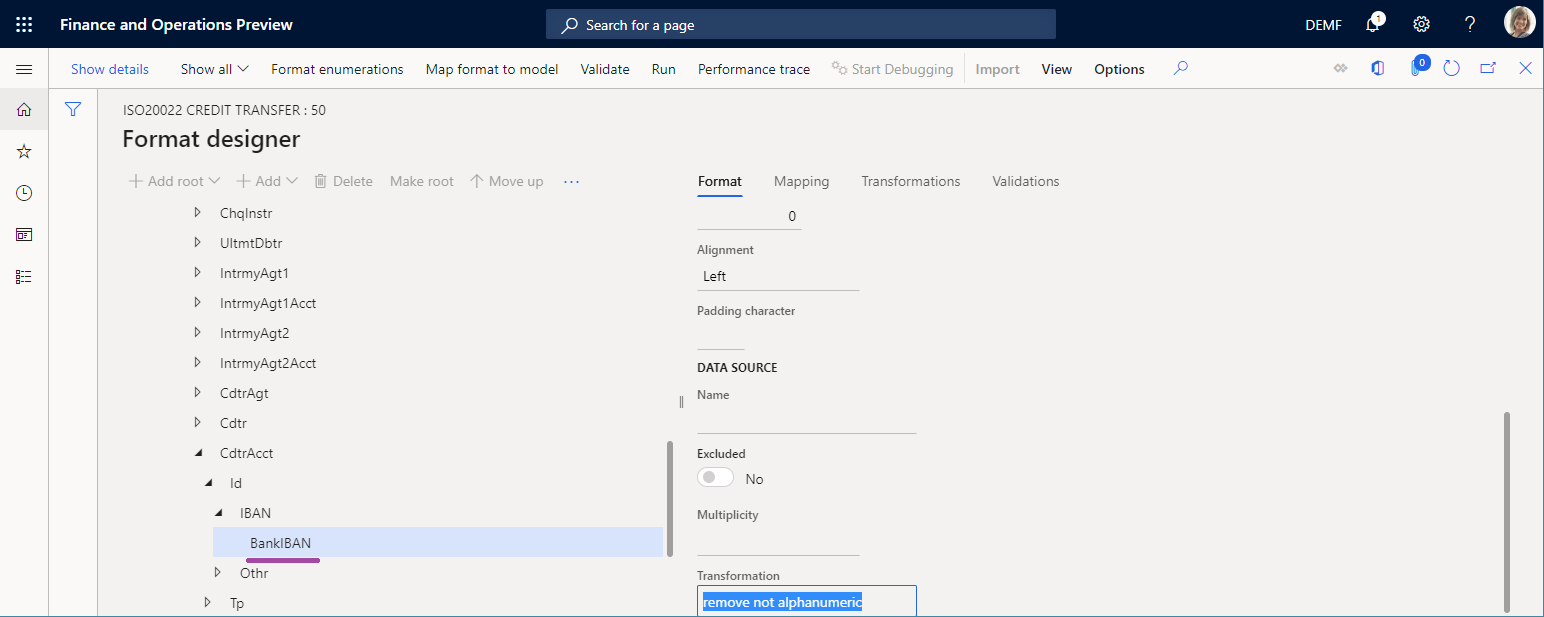 Finance and Operations Preview
Search for a page
DEMF
1
?
Show details
Show all
Format enumerations
Map format to model
Validate
Run
Performance trace
Start Debugging
Import
View
Options
0
ISO20022 CREDIT TRANSFER : 50
Format designer
Add root
Add
Delete
Make root
Move up
...
ChqInstr
UltmtDbtr
IntrmyAgt1
IntrmyAgt1Acct
IntrmyAgt2
IntrmyAgt2Acct
CdtrAgt
Cdtr
CdtrAcct
Id
IBAN
BankIBAN
Othr
Tp
Format
Mapping
Transformations
Validations
0
Alignment
Left
Padding character
DATA SOURCE
Name
Excluded
No
Multiplicity
Transformation
remove not alphanumeric